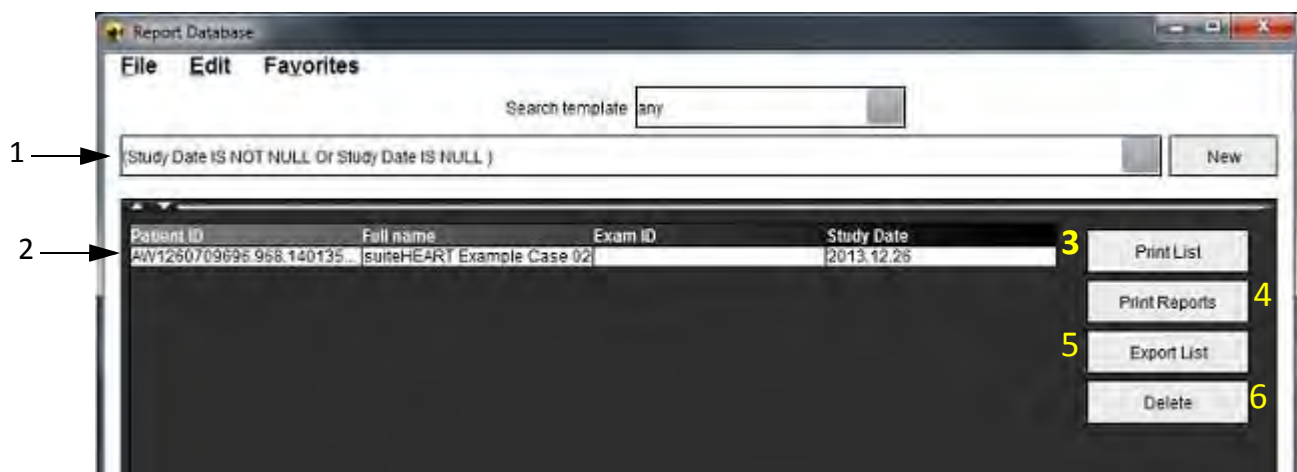 Report Database
File Edit Favorites
Search template any
1
(Study Date IS NOT NULL Or Study Date IS NULL )
New
Patient ID Full name Exam ID Study Date
2
AW1260709696.968.140135... suiteHEART Example Case 02 2013.12.26
3 Print List
Print Reports 4
5 Export List
Delete 6